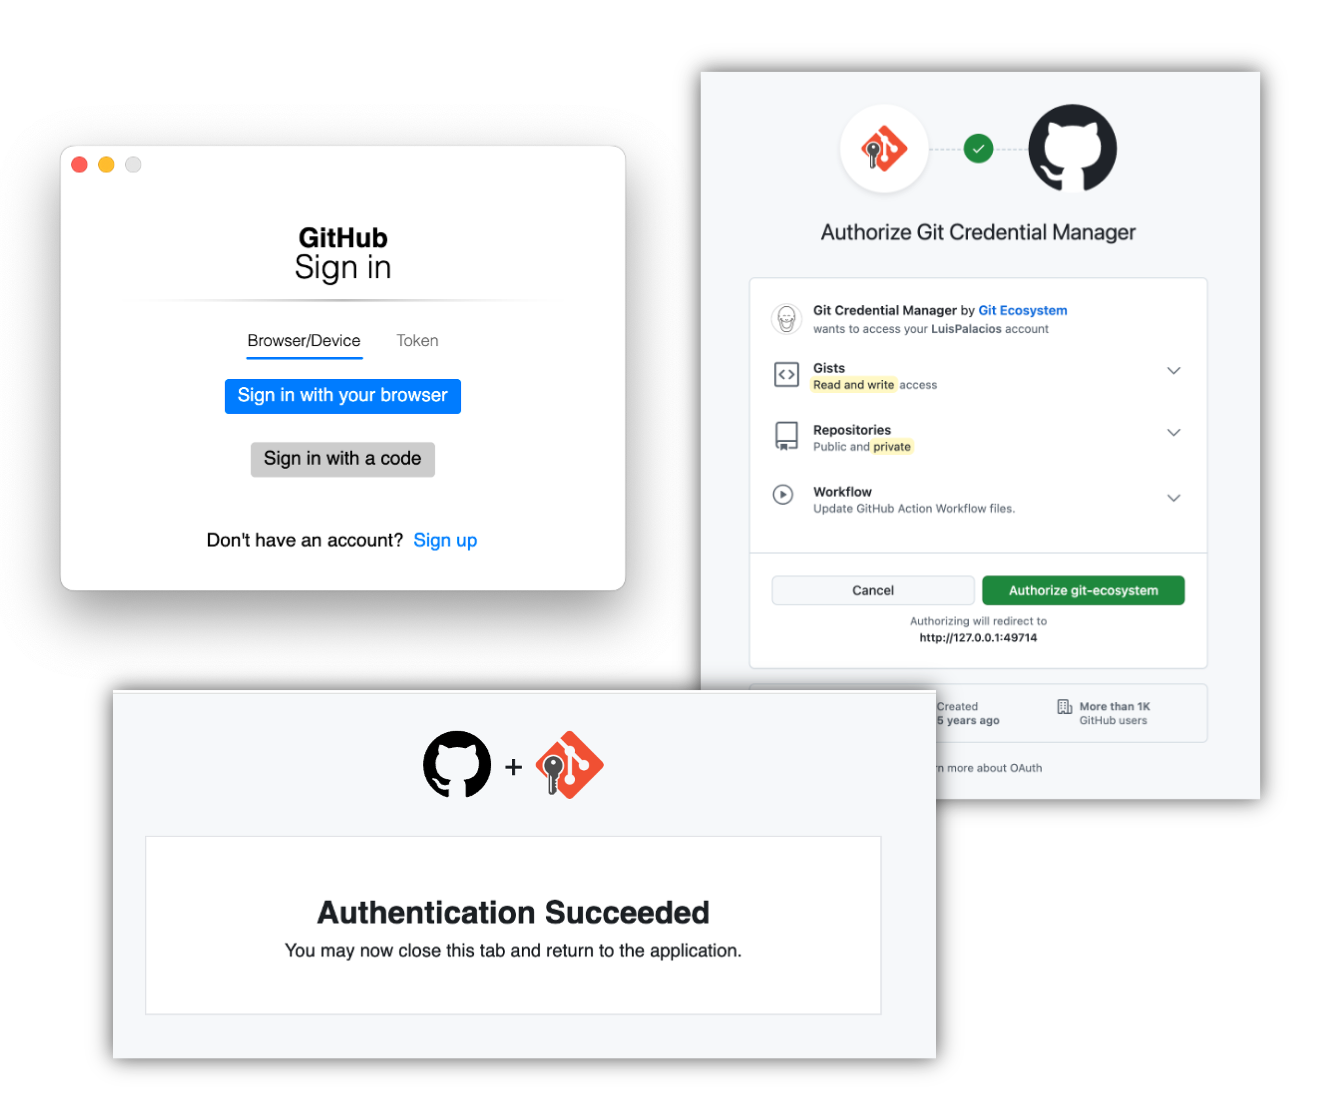 GitHub
Sign in
Browser/Device Token
Sign in with your browser
Sign in with a code
Don't have an account? Sign up
Authorize Git Credential Manager
Git Credential Manager by Git Ecosystem
wants to access your LuisPalacios account
Gists
Read and write access
Repositories
Public and private
Workflow
Update GitHub Action Workflow files.
Cancel Authorize git-ecosystem
Authorizing will redirect to
http://127.0.0.1:49714
Created
5 years ago
More than 1K
GitHub users
more about OAuth
+
Authentication Succeeded
You may now close this tab and return to the application.